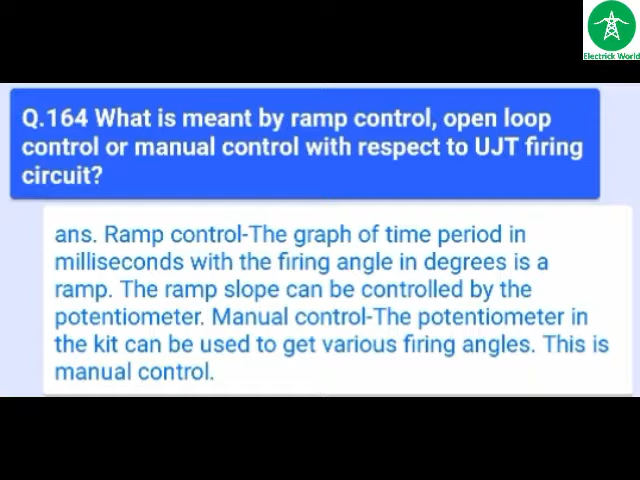 Electrick World
Q.164 What is meant by ramp control, open loop
control or manual control with respect to UJT firing
circuit?
ans. Ramp control-The graph of time period in
milliseconds with the firing angle in degrees is a
ramp. The ramp slope can be controlled by the
potentiometer. Manual control-The potentiometer in
the kit can be used to get various firing angles. This is
manual control.